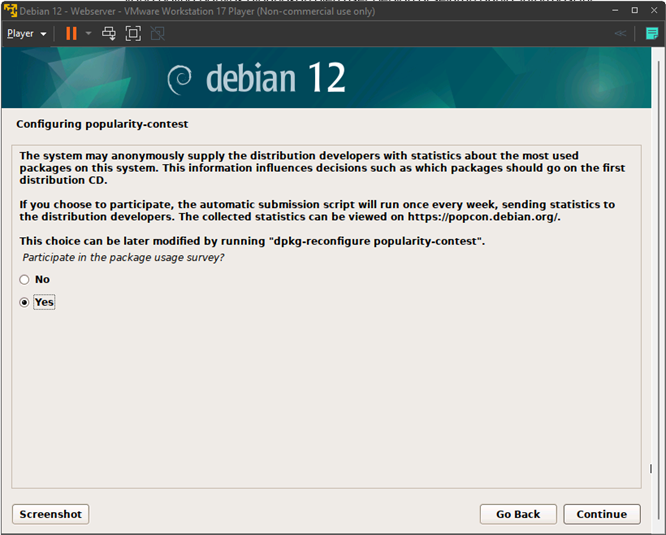 Debian 12 - Webserver - VMware Workstation 17 Player (Non-commercial use only)
Player
debian 12
Configuring popularity-contest
The system may anonymously supply the distribution developers with statistics about the most used
packages on this system. This information influences decisions such as which packages should go on the first
distribution CD.
If you choose to participate, the automatic submission script will run once every week, sending statistics to
the distribution developers. The collected statistics can be viewed on https://popcon.debian.org/.
This choice can be later modified by running "dpkg-reconfigure popularity-contest".
Participate in the package usage survey?
No
Yes
Screenshot
Go Back
Continue